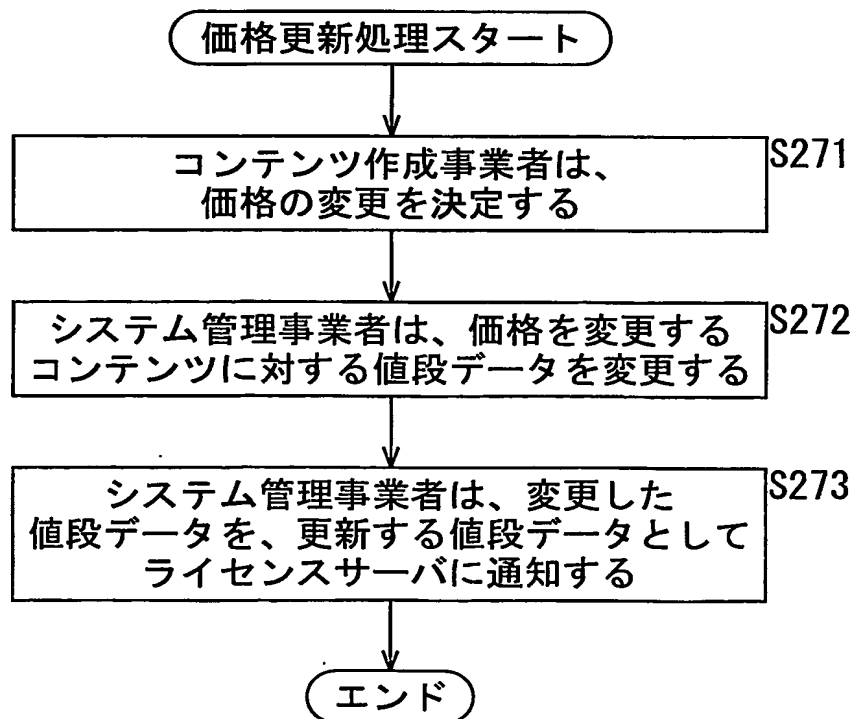 価格更新処理スタート
S271
コンテンツ作成事業者は、
価格の変更を決定する
S272
システム管理事業者は、価格を変更する
コンテンツに対する値段データを変更する
S273
システム管理事業者は、変更した
値段データを、更新する値段データとして
ライセンスサーバに通知する
エンド